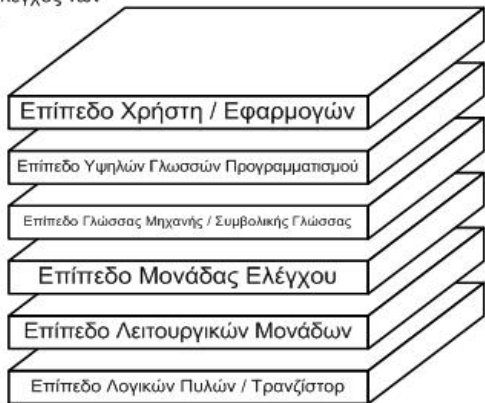 των
Επίπεδο Χρήστη / Εφαρμογών
Επίπεδο Υψηλών Γλωσσών Προγραμματισμού
Επίπεδο Γλώσσας Μηχανής / Συμβολικής Γλώσσας
Επίπεδο Μονάδας Ελέγχου
Επίπεδο Λειτουργικών Μονάδων
Επίπεδο Λογικών Πυλών / Τρανζίστορ